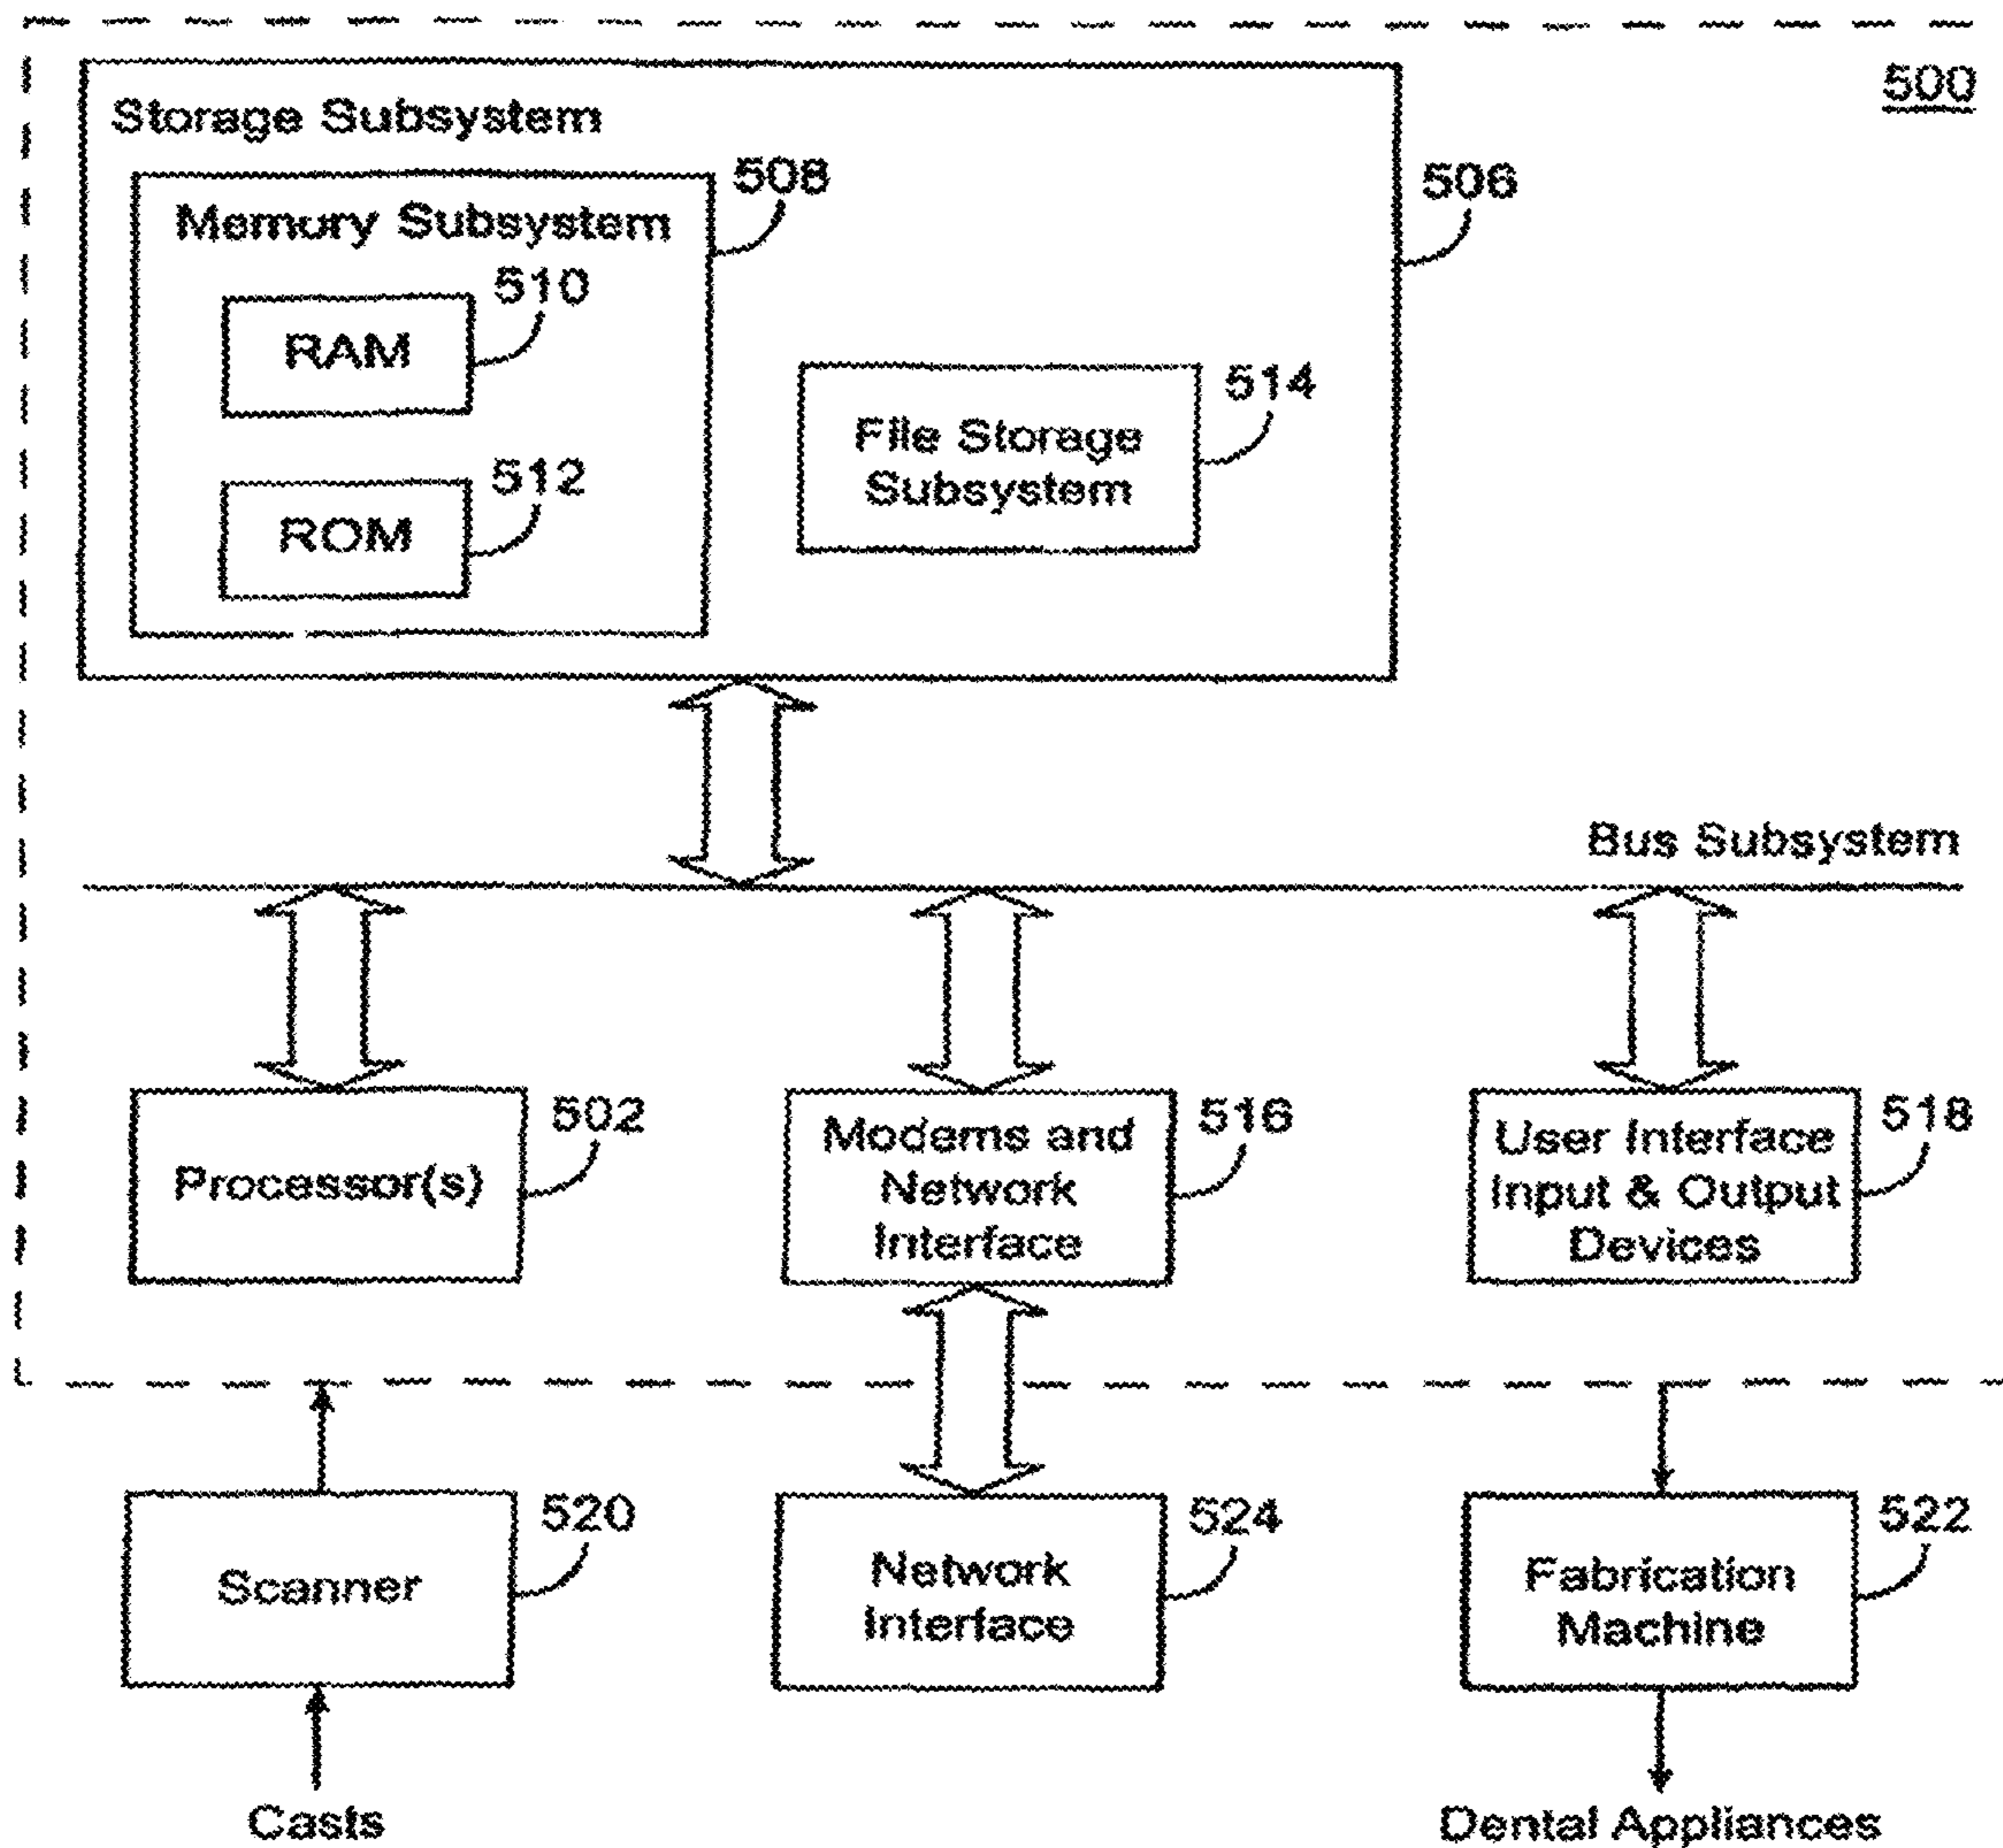 500
Storage Subsystem
508
506
Memory Subsystem
510
RAM
514
File Storage
Subsystem
512
ROM
Bus Subsystem
502
Processor(s)
516
Modems and
Network
Interface
518
User Interface
Input & Output
Devices
520
Scanner
524
Network
Interface
522
Fabrication
Machine
Casts
Dental Appliances